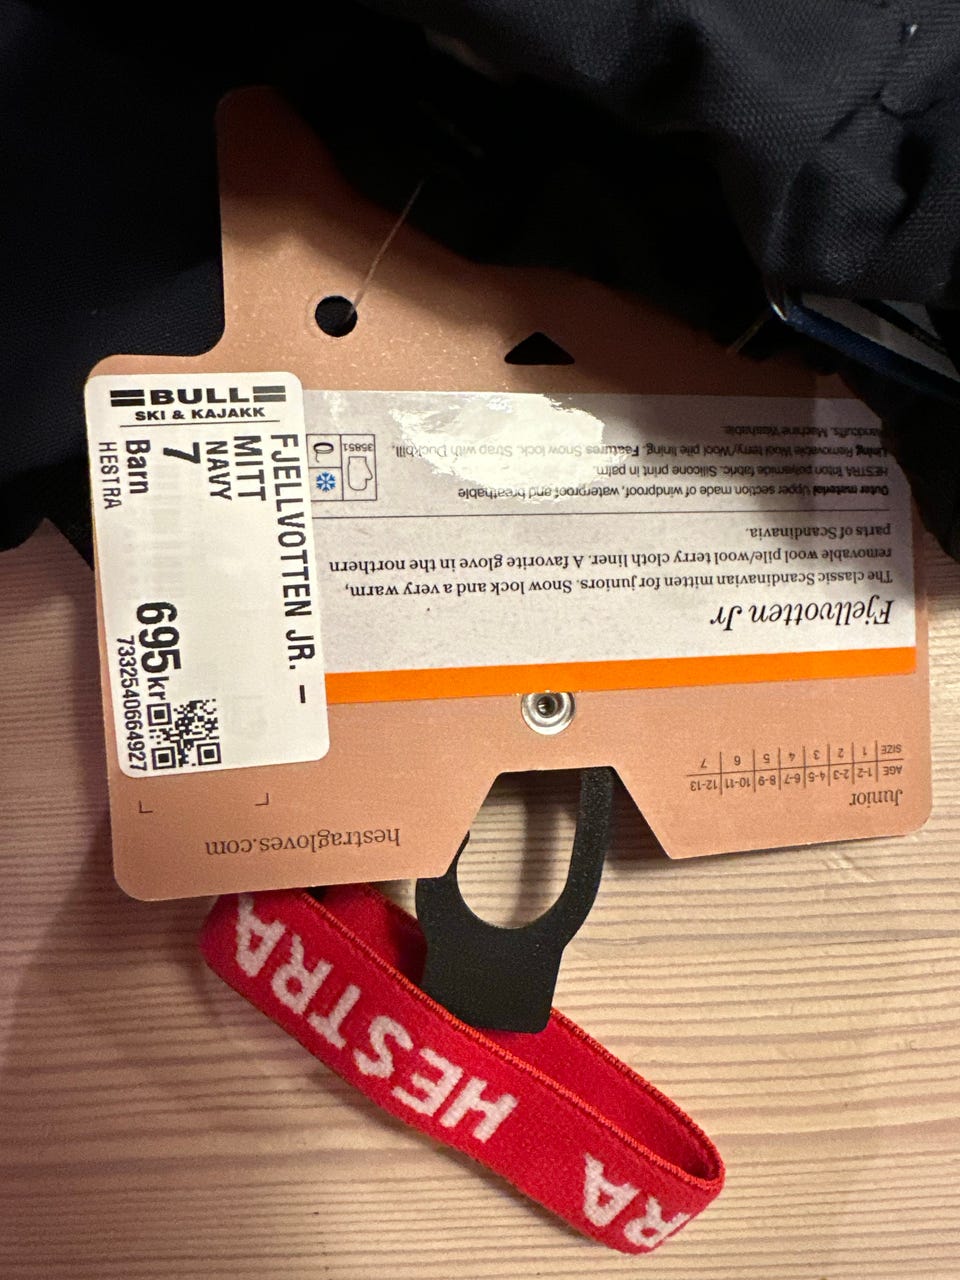 BULL
SKI & KAJAKK
FJELLVOTTEN JR. –
MITT
NAVY
7
Barn
HESTRA
695kr
7332540664927
Fjellvotten Jr
The classic Scandinavian mitten for juniors. Snow lock and a very warm,
removable wool pile/wool terry cloth liner. A favorite glove in the northern
parts of Scandinavia.
Outer material Upper section made of windproof, waterproof and breathable
HESTRA Triton polyamide fabric. Silicone print in palm.
Lining Removable Wool terry/Wool pile lining. Features Snow lock. Strap with Duckbill.
Handcuffs. Machine Washable.
35851
Junior
AGE 1-2 2-3 4-5 6-7 8-9 10-11 12-13
SIZE 1 2 3 4 5 6 7
hestragloves.com
HESTRA
RA